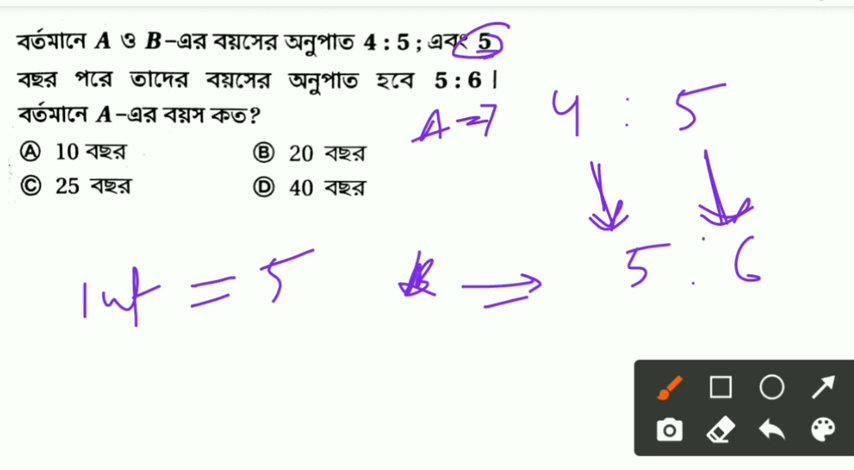 বর্তমানে A ও B-এর বয়সের অনুপাত 4 : 5 ; এবং 5
বছর পরে তাদের বয়সের অনুপাত হবে 5 : 6 |
বর্তমানে A-এর বয়স কত?
Ⓐ 10 বছর Ⓑ 20 বছর
Ⓒ 25 বছর Ⓓ 40 বছর
A → 4 : 5
5 : 6
1 = 5 ⇒